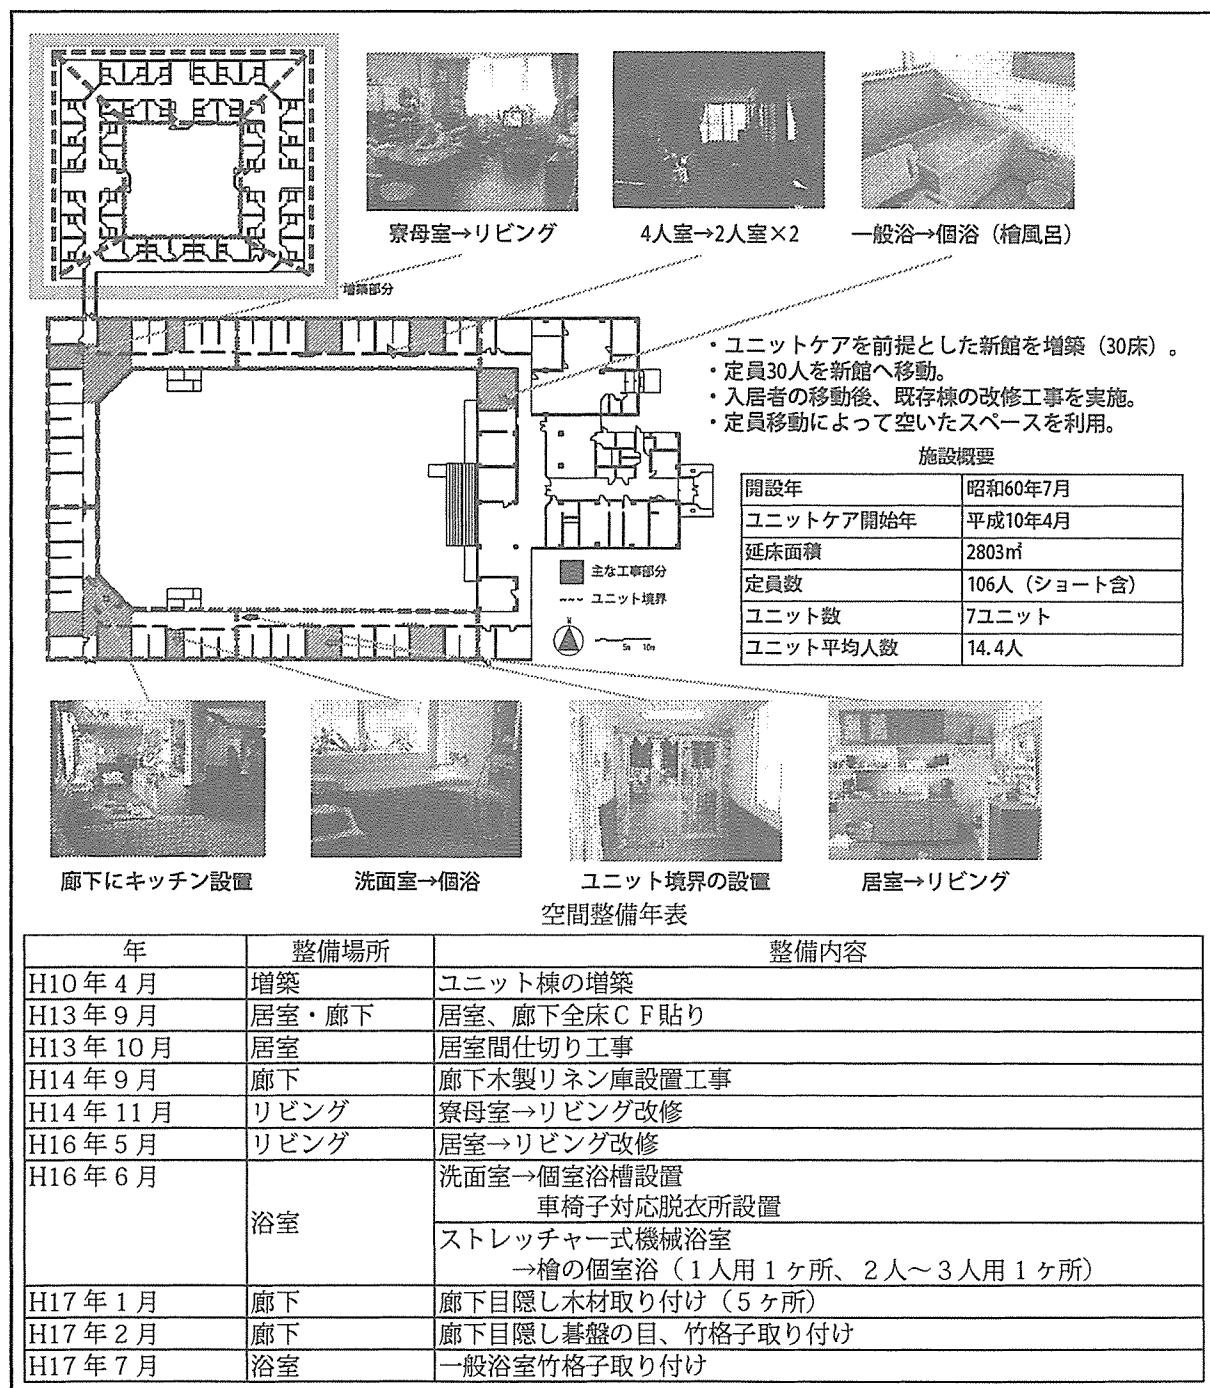 寮母室→リビング
4人室→2人室×2
一般浴→個浴（檜風呂）
増築部分
・ユニットケアを前提とした新館を増築（30床）。
・定員30人を新館へ移動。
・入居者の移動後、既存棟の改修工事を実施。
・定員移動によって空いたスペースを利用。
施設概要
開設年 昭和60年7月
ユニットケア開始年 平成10年4月
延床面積 2803㎡
定員数 106人（ショート含）
ユニット数 7ユニット
ユニット平均人数 14.4人
主な工事部分
ユニット境界
N
5m 10m
廊下にキッチン設置
洗面室→個浴
ユニット境界の設置
居室→リビング
空間整備年表
年 整備場所 整備内容
H10年4月 増築 ユニット棟の増築
H13年9月 居室・廊下 居室、廊下全床ＣＦ貼り
H13年10月 居室 居室間仕切り工事
H14年9月 廊下 廊下木製リネン庫設置工事
H14年11月 リビング 寮母室→リビング改修
H16年5月 リビング 居室→リビング改修
H16年6月 浴室 洗面室→個室浴槽設置
車椅子対応脱衣所設置
ストレッチャー式機械浴室
→檜の個室浴（１人用１ヶ所、２人～３人用１ヶ所）
H17年1月 廊下 廊下目隠し木材取り付け（５ヶ所）
H17年2月 廊下 廊下目隠し碁盤の目、竹格子取り付け
H17年7月 浴室 一般浴室竹格子取り付け